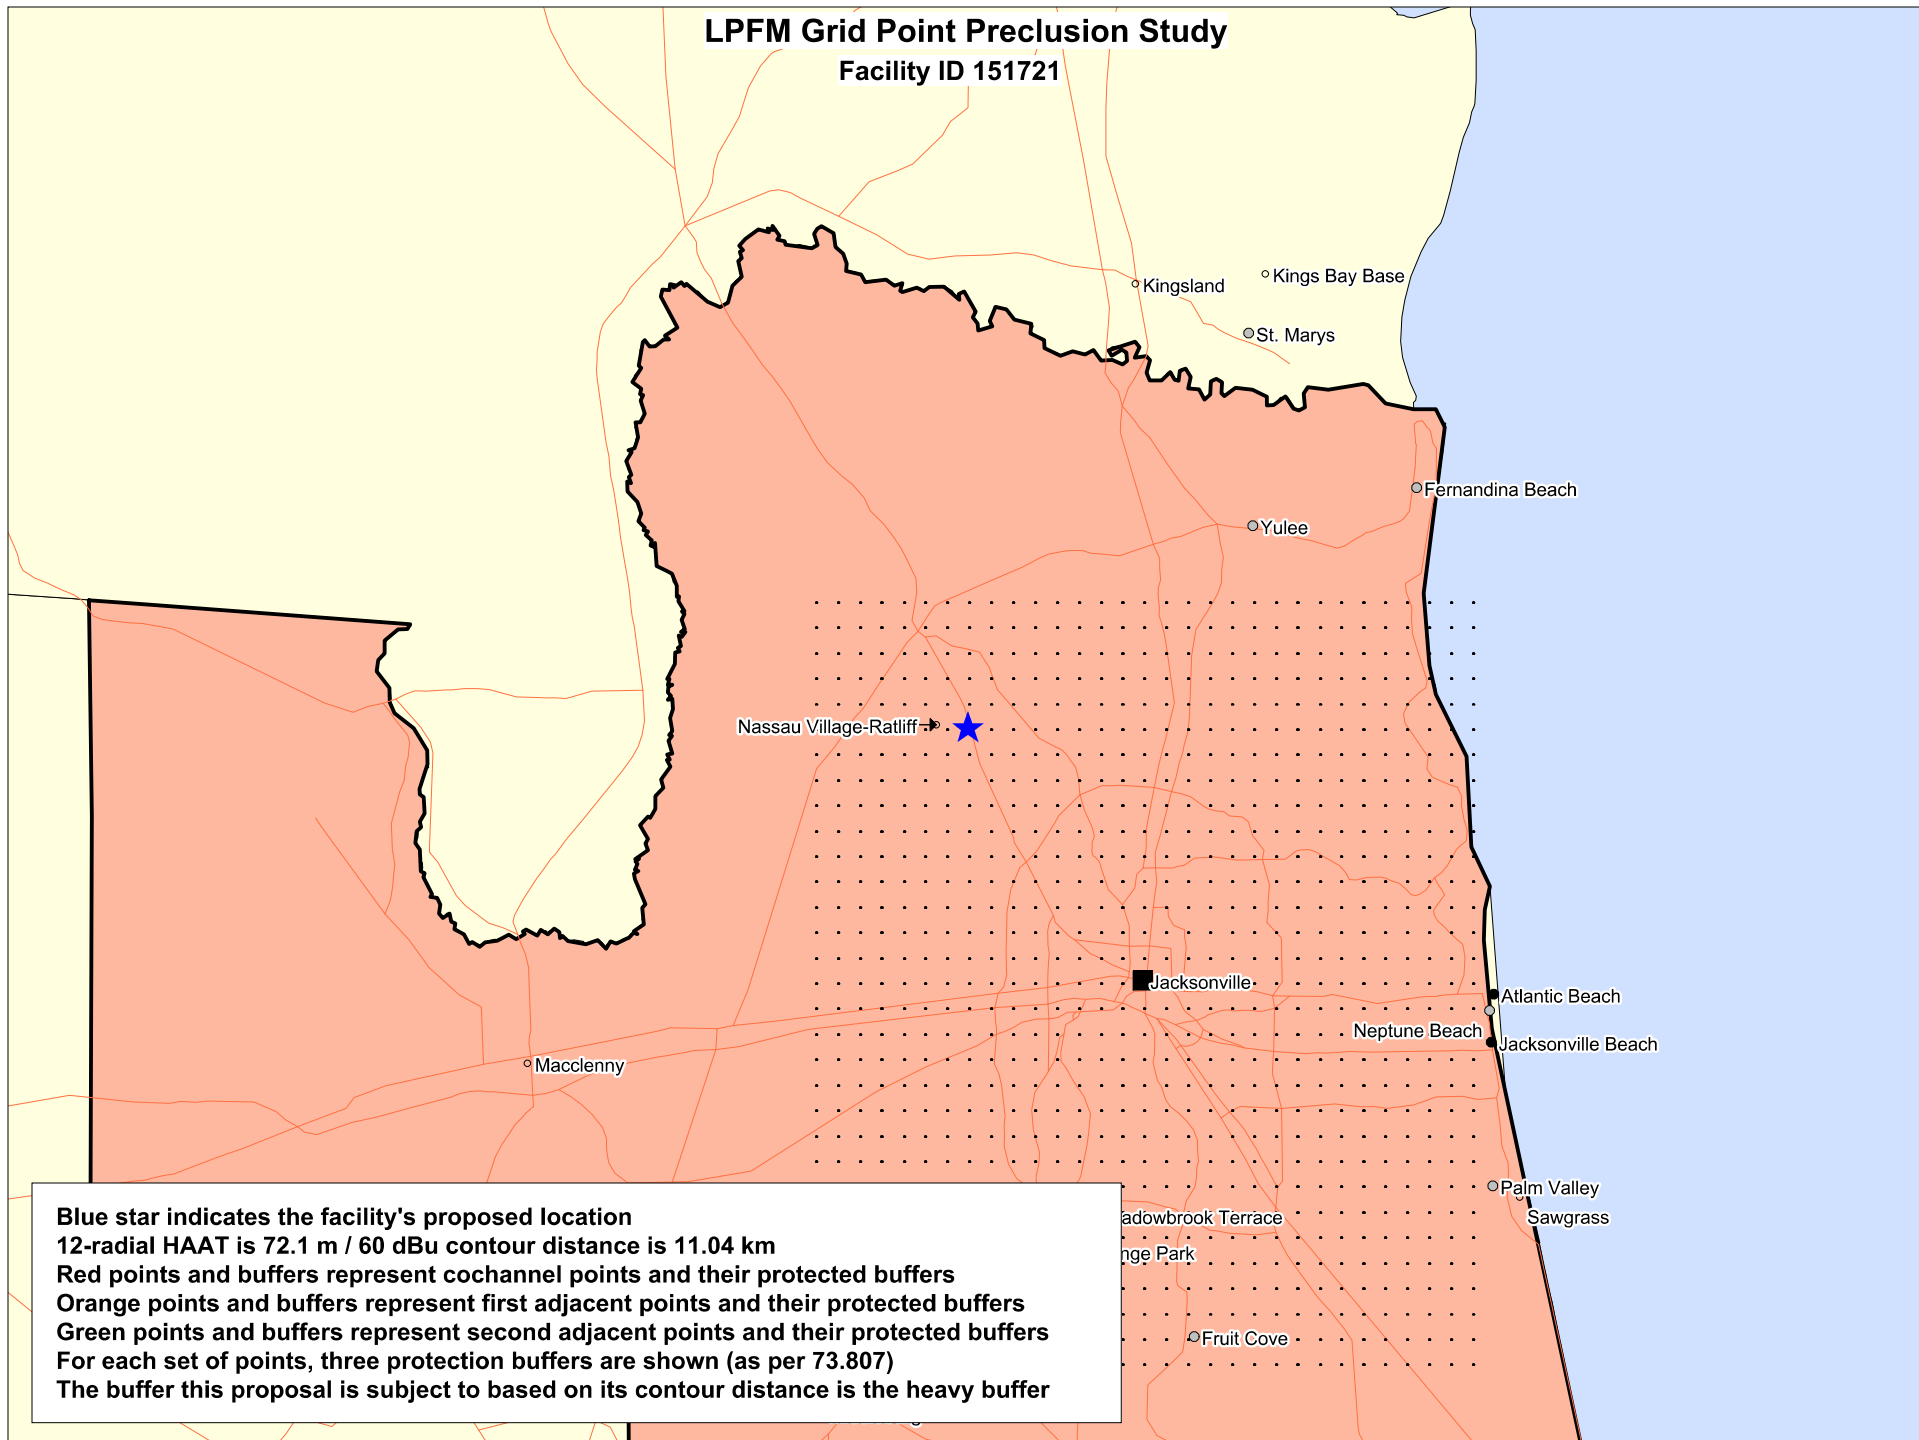 LPFM Grid Point Preclusion Study
Facility ID 151721
Kings Bay Base
Kingsland
St. Marys
Fernandina Beach
Yulee
Nassau Village-Ratliff
Jacksonville
Atlantic Beach
Neptune Beach
Jacksonville Beach
Macclenny
Palm Valley
Sawgrass
adowbrook Terrace
nge Park
Fruit Cove
Blue star indicates the facility's proposed location
12-radial HAAT is 72.1 m / 60 dBu contour distance is 11.04 km
Red points and buffers represent cochannel points and their protected buffers
Orange points and buffers represent first adjacent points and their protected buffers
Green points and buffers represent second adjacent points and their protected buffers
For each set of points, three protection buffers are shown (as per 73.807)
The buffer this proposal is subject to based on its contour distance is the heavy buffer